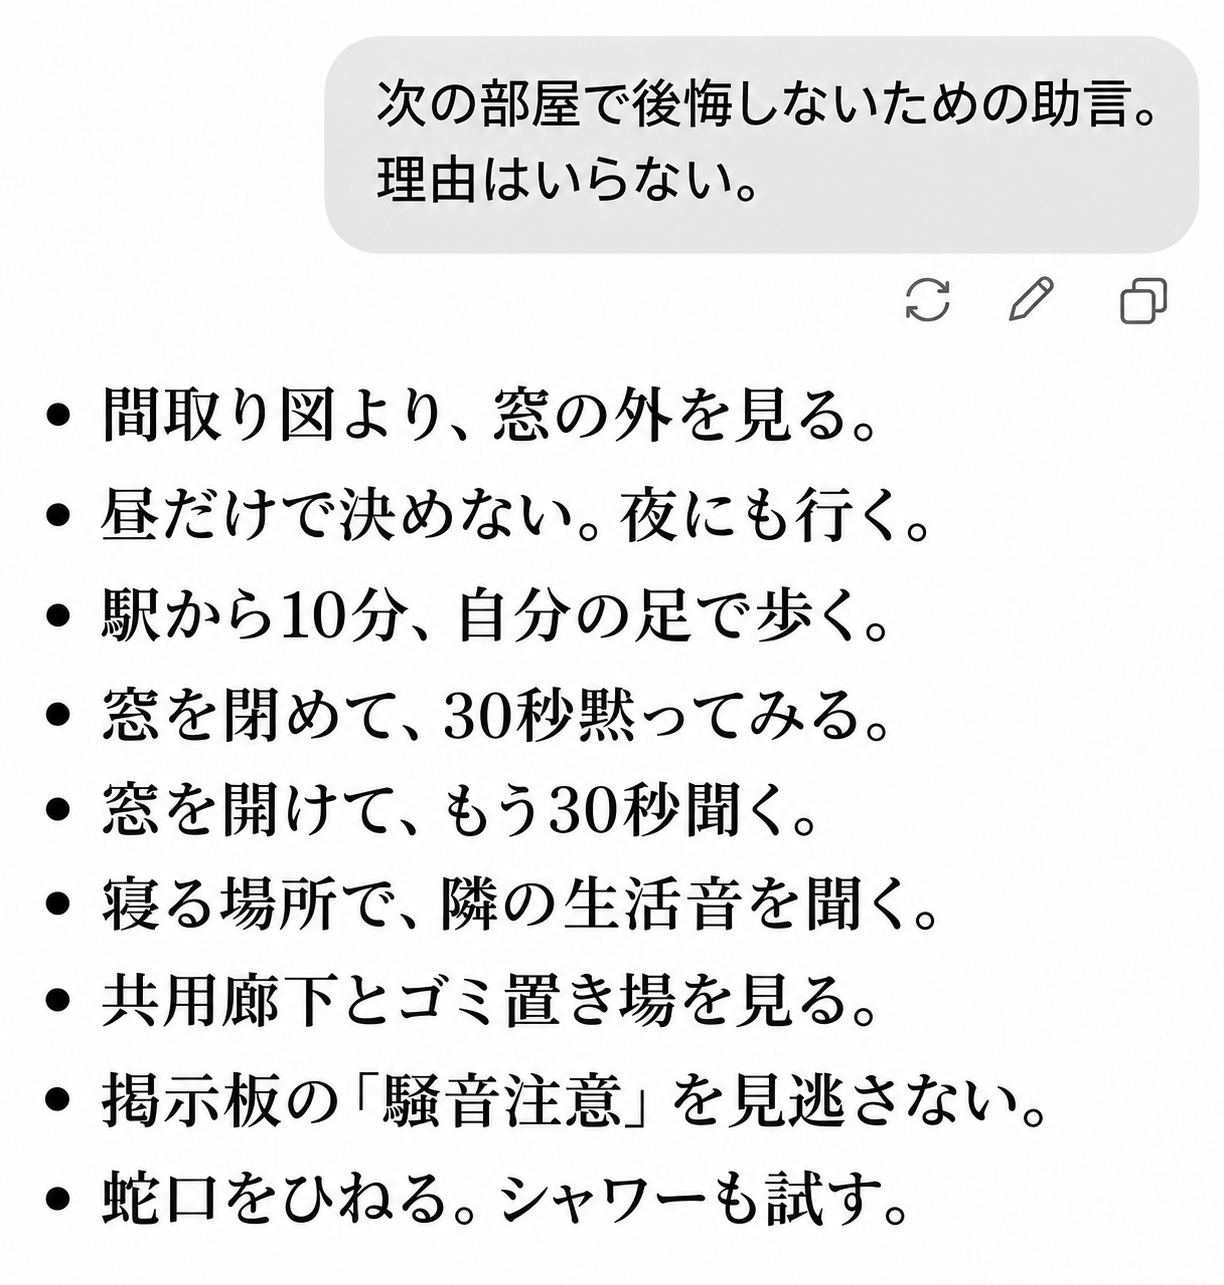 次の部屋で後悔しないための助言。
理由はいらない。
• 間取り図より、窓の外を見る。
• 昼だけで決めない。夜にも行く。
• 駅から10分、自分の足で歩く。
• 窓を閉めて、30秒黙ってみる。
• 窓を開けて、もう30秒聞く。
• 寝る場所で、隣の生活音を聞く。
• 共用廊下とゴミ置き場を見る。
• 掲示板の「騒音注意」を見逃さない。
• 蛇口をひねる。シャワーも試す。